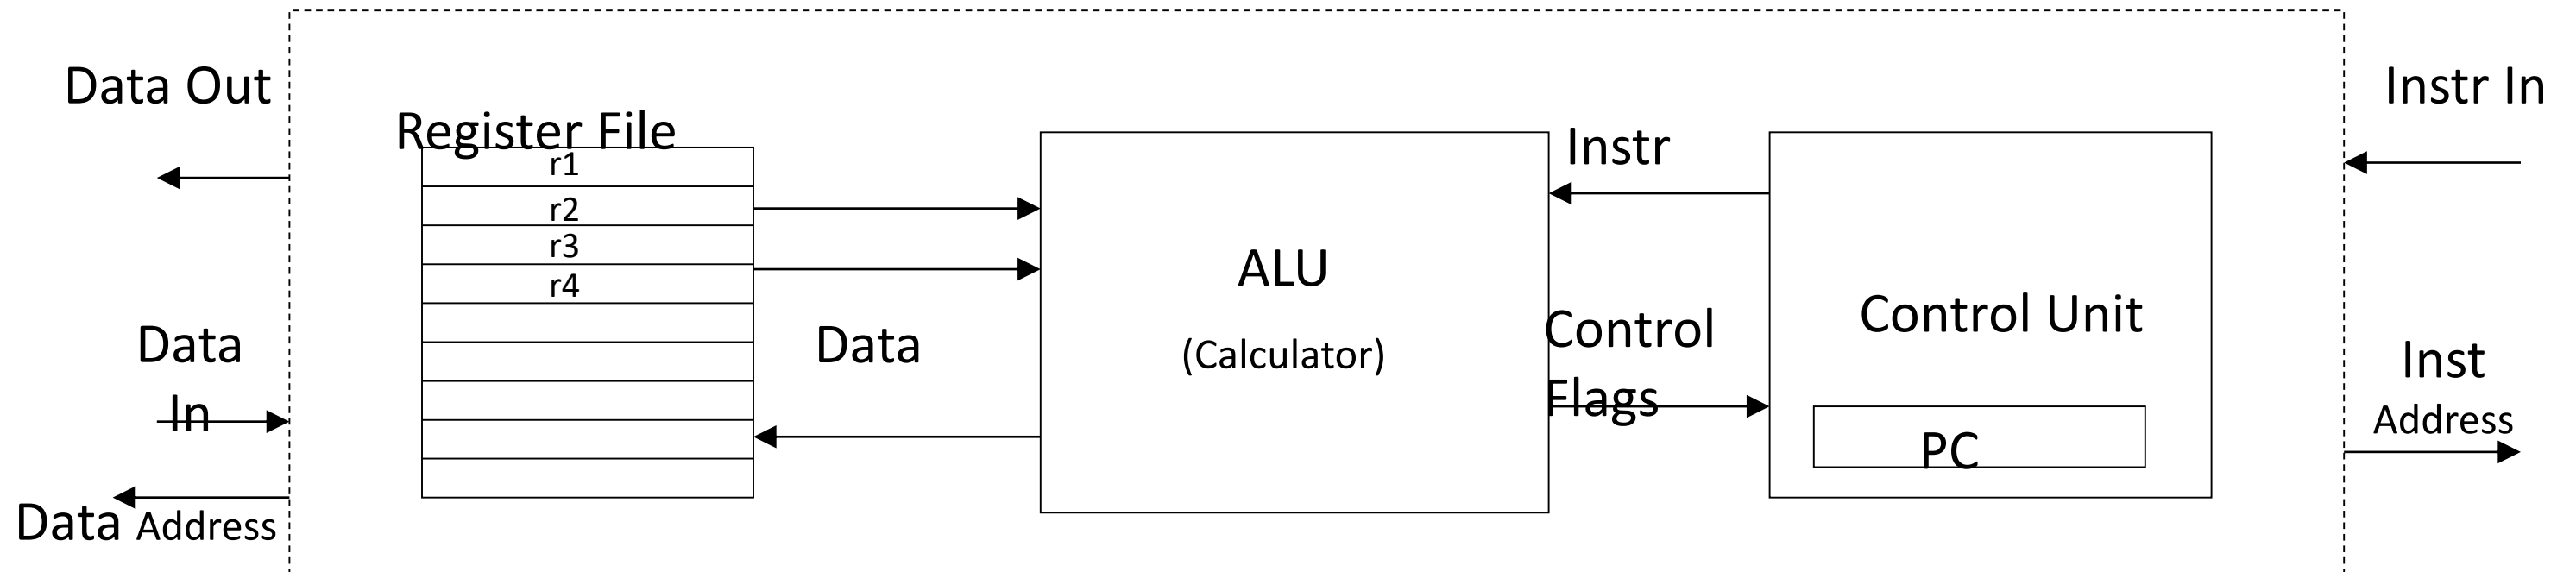 Data Out
Instr In
Register File
r1
r2
r3
r4
Data
ALU
(Calculator)
Instr
Control
Flags
Control Unit
PC
Data
In
Data Address
Inst
Address